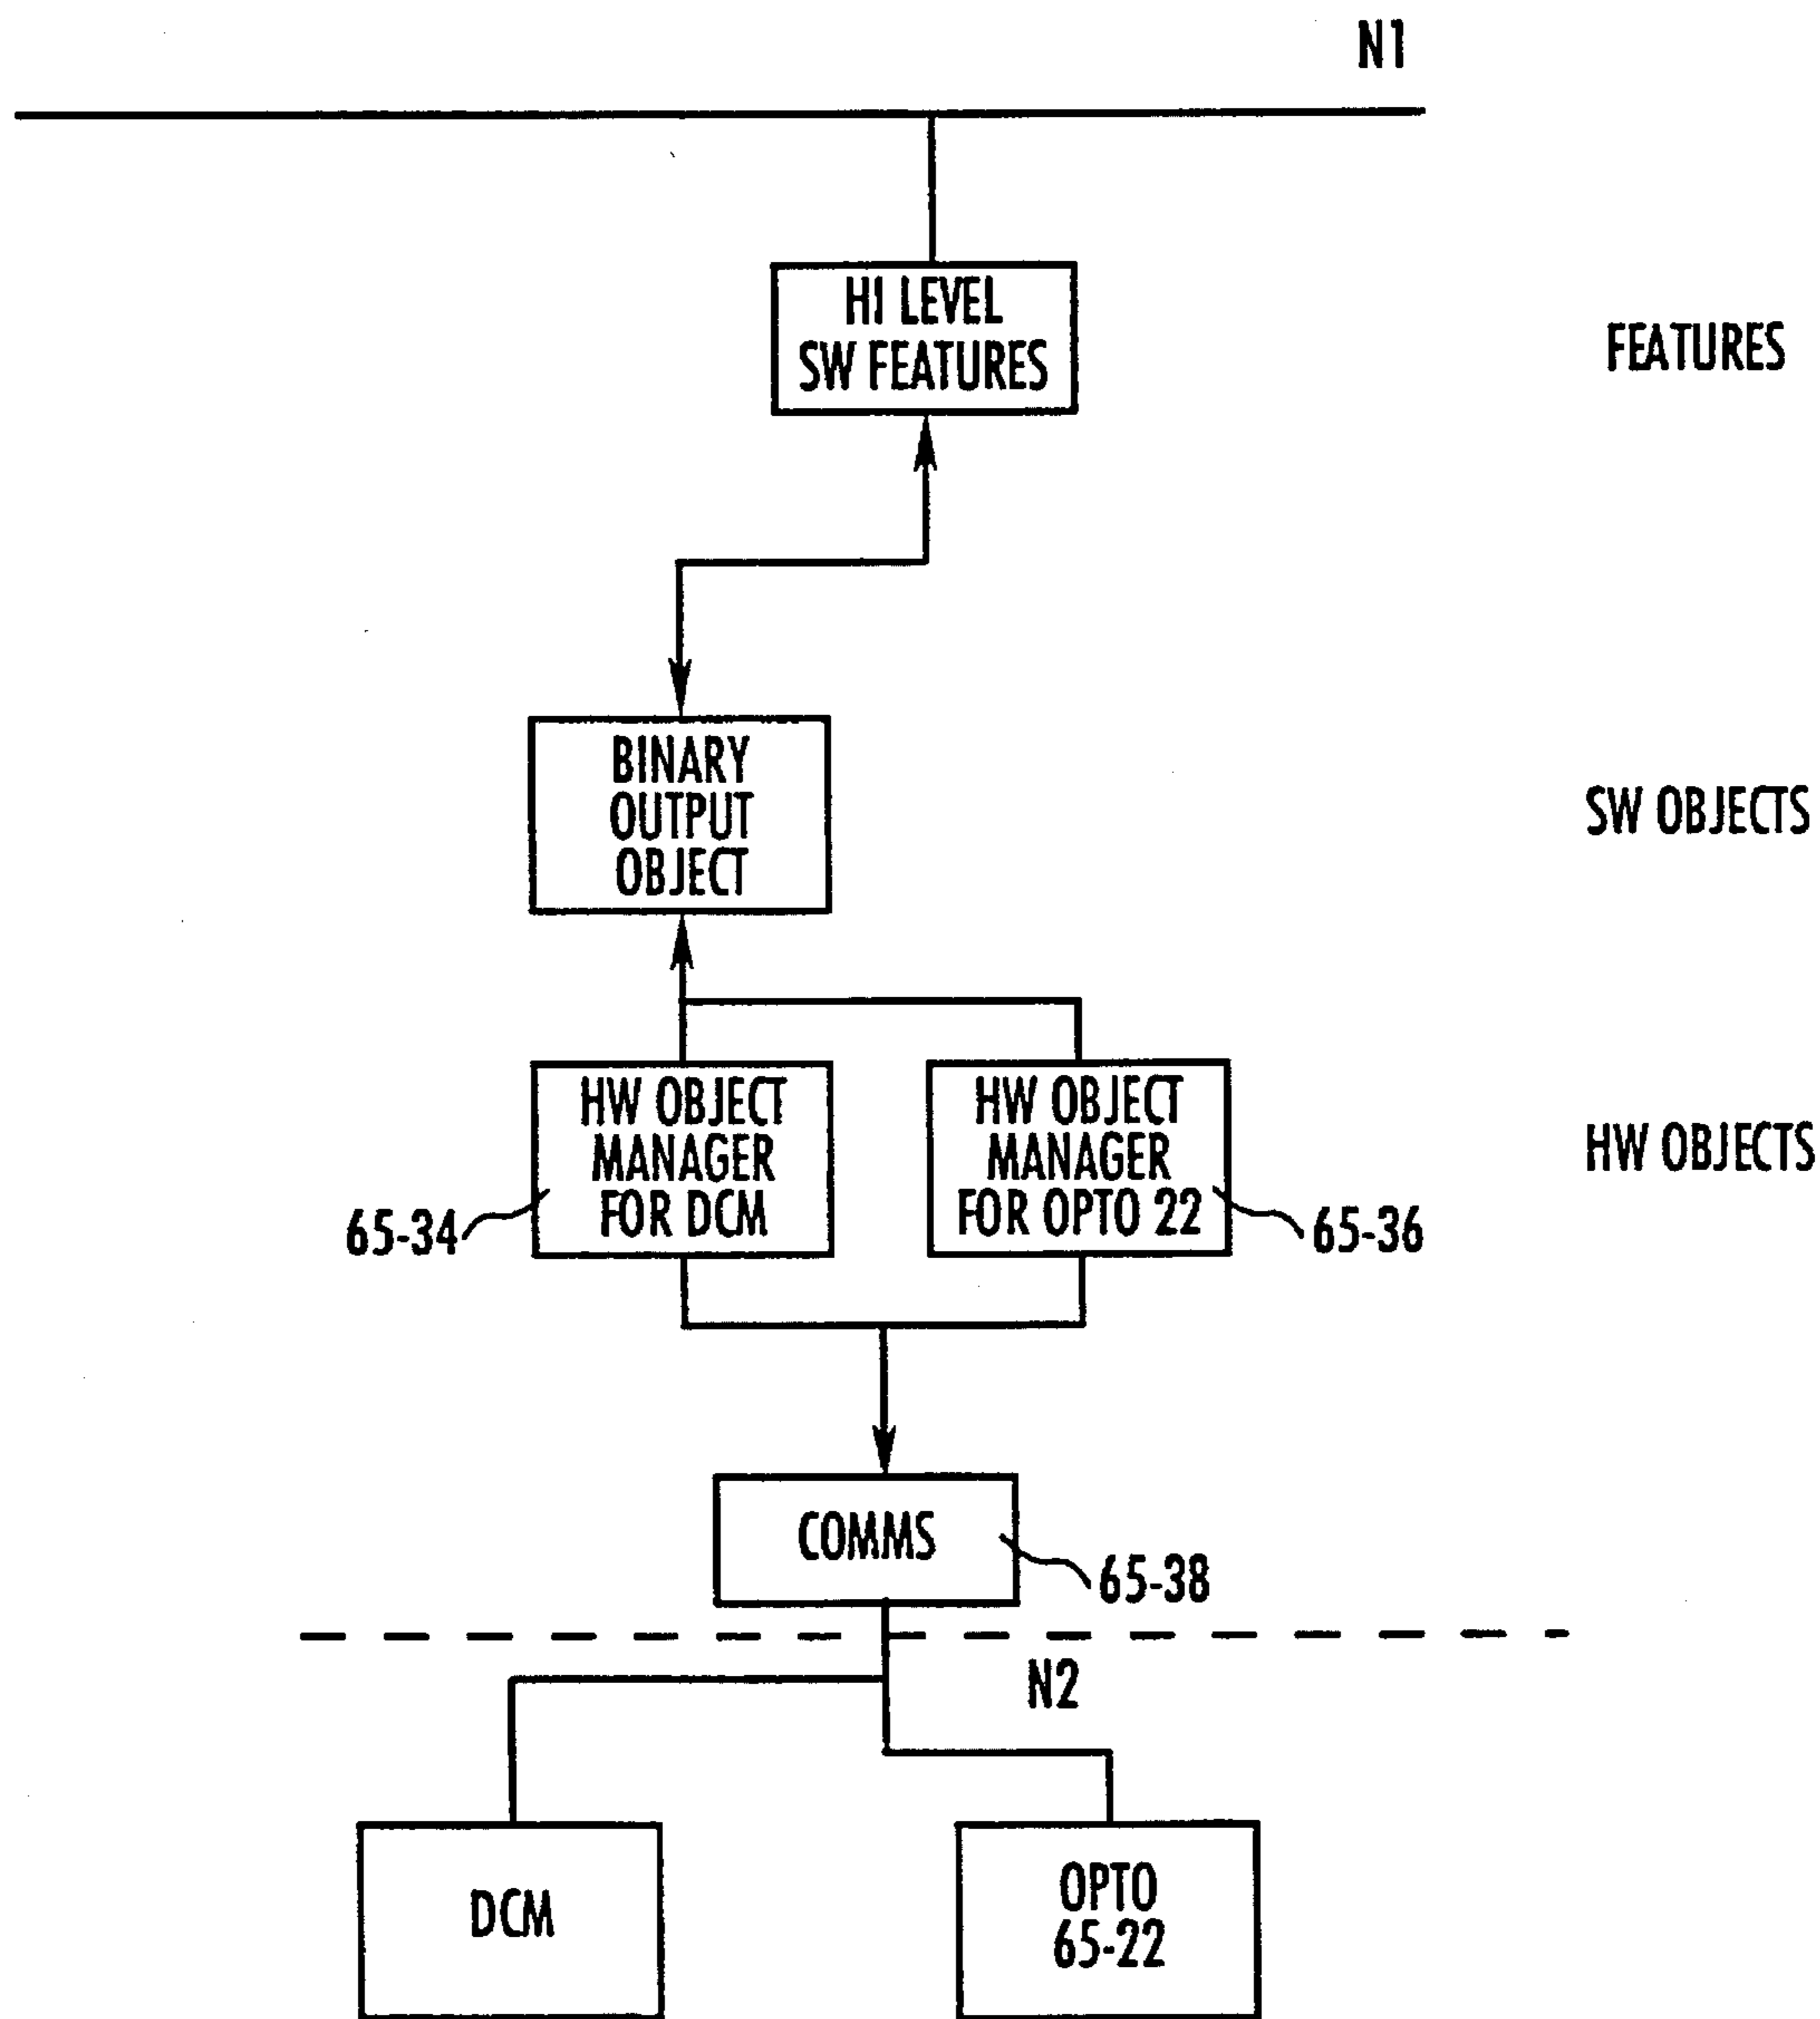 N1
HI LEVEL
SW FEATURES
FEATURES
BINARY
OUTPUT
OBJECT
SW OBJECTS
HW OBJECT
MANAGER
FOR DCM
HW OBJECT
MANAGER
FOR OPTO 22
HW OBJECTS
65-34
65-36
COMMS
65-38
N2
DCM
OPTO
65-22